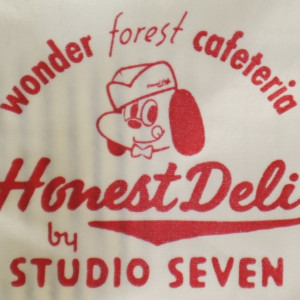 wonder forest cafeteria
Honest Deli
by
STUDIO SEVEN